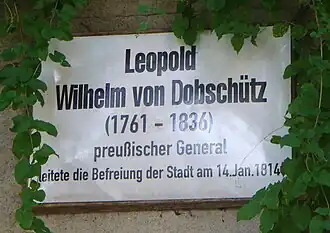 Leopold
Wilhelm von Dobschütz
(1761 - 1836)
preußischer General
leitete die Befreiung der Stadt am 14.Jan.1814